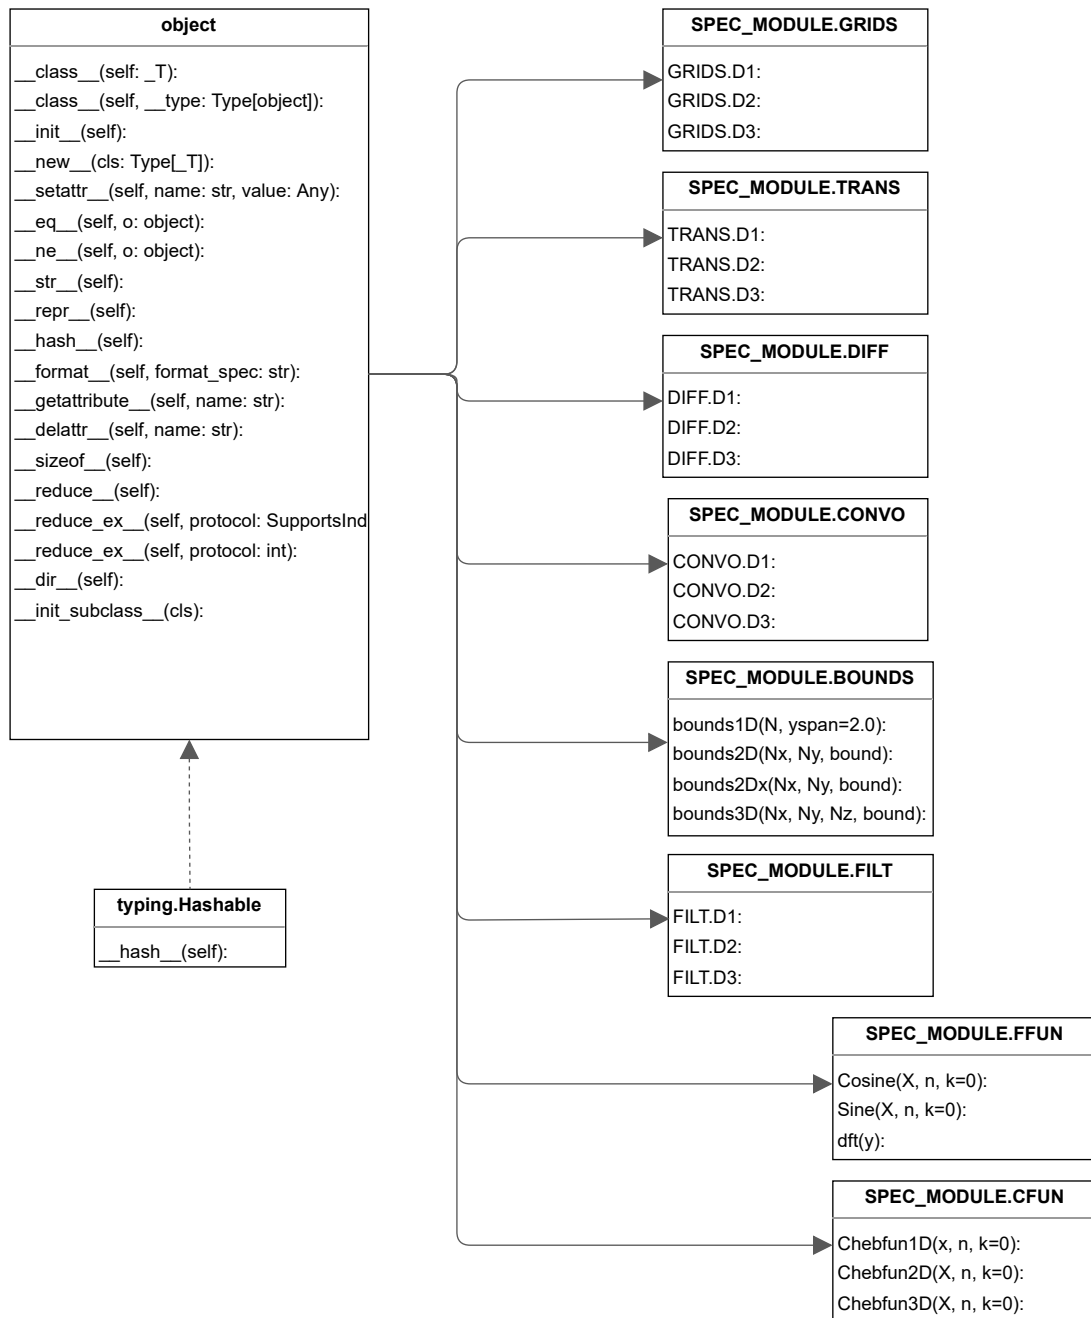 object
__class__(self: _T):
__class__(self, __type: Type[object]):
__init__(self):
__new__(cls: Type[_T]):
__setattr__(self, name: str, value: Any):
__eq__(self, o: object):
__ne__(self, o: object):
__str__(self):
__repr__(self):
__hash__(self):
__format__(self, format_spec: str):
__getattribute__(self, name: str):
__delattr__(self, name: str):
__sizeof__(self):
__reduce__(self):
__reduce_ex__(self, protocol: SupportsInd
__reduce_ex__(self, protocol: int):
__dir__(self):
__init_subclass__(cls):
typing.Hashable
__hash__(self):
SPEC_MODULE.GRIDS
GRIDS.D1:
GRIDS.D2:
GRIDS.D3:
SPEC_MODULE.TRANS
TRANS.D1:
TRANS.D2:
TRANS.D3:
SPEC_MODULE.DIFF
DIFF.D1:
DIFF.D2:
DIFF.D3:
SPEC_MODULE.CONVO
CONVO.D1:
CONVO.D2:
CONVO.D3:
SPEC_MODULE.BOUNDS
bounds1D(N, yspan=2.0):
bounds2D(Nx, Ny, bound):
bounds2Dx(Nx, Ny, bound):
bounds3D(Nx, Ny, Nz, bound):
SPEC_MODULE.FILT
FILT.D1:
FILT.D2:
FILT.D3:
SPEC_MODULE.FFUN
Cosine(X, n, k=0):
Sine(X, n, k=0):
dft(y):
SPEC_MODULE.CFUN
Chebfun1D(x, n, k=0):
Chebfun2D(X, n, k=0):
Chebfun3D(X, n, k=0):